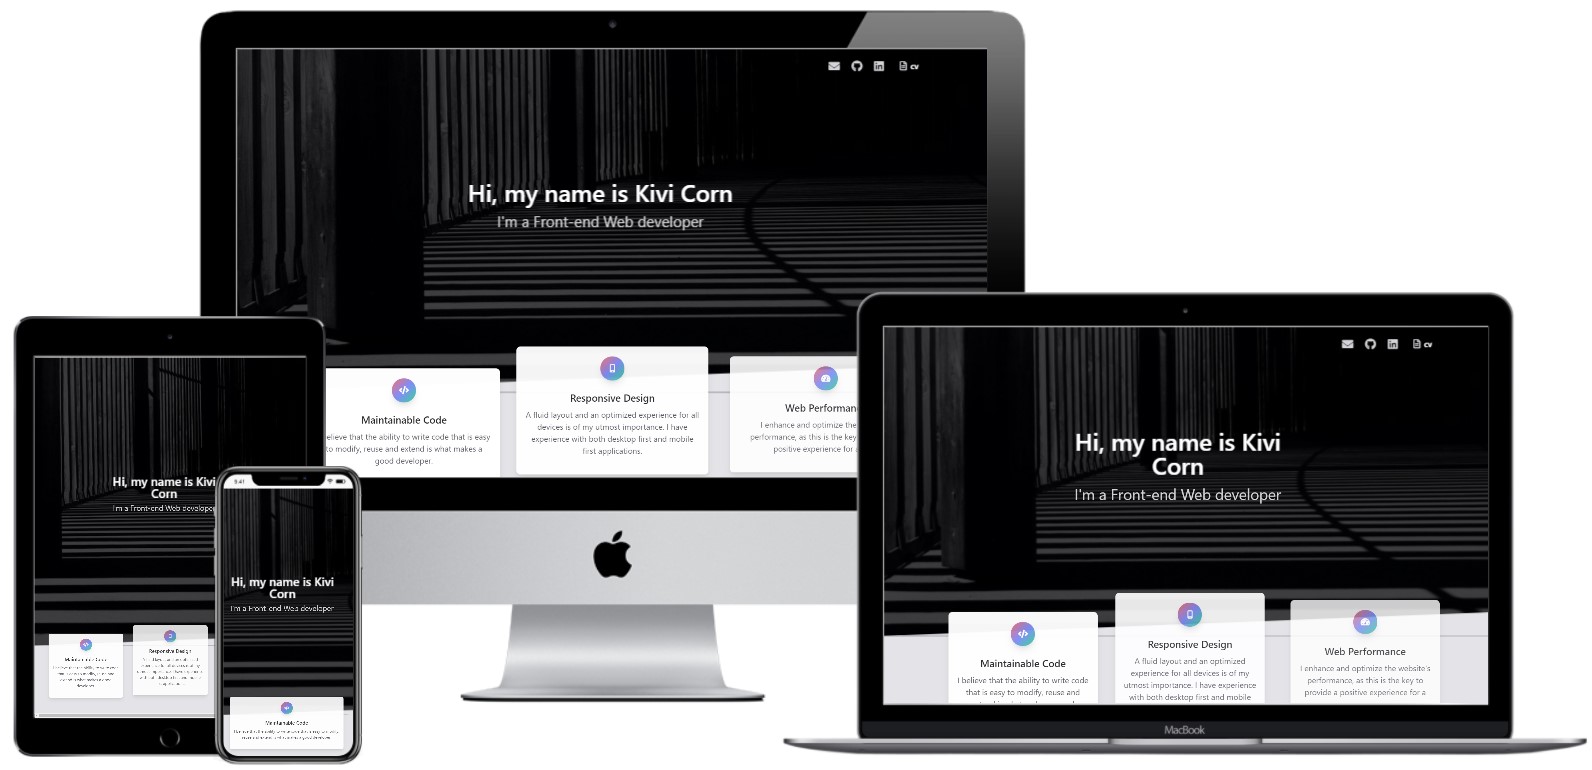 CV
Hi, my name is Kivi Corn
I'm a Front-end Web developer
Maintainable Code
elieve that the ability to write code that is easy
to modify, reuse and extend is what makes a
good developer.
Responsive Design
A fluid layout and an optimized experience for all
devices is of my utmost importance. I have
experience with both desktop first and mobile
first applications.
Web Performan
I enhance and optimize the
performance, as this is the key
positive experience for
Hi, my name is Kivi
Corn
I'm a Front-end Web developer
Maintainable Code
Responsive Design
9:41
Hi, my name is Kivi
Corn
I'm a Front-end Web developer
Maintainable Code
CV
Hi, my name is Kivi
Corn
I'm a Front-end Web developer
Maintainable Code
I believe that the ability to write code
that is easy to modify, reuse and
Responsive Design
A fluid layout and an optimized
experience for all devices is of my
utmost importance. I have experience
with both desktop first and mobile
Web Performance
I enhance and optimize the website's
performance, as this is the key to
provide a positive experience for a
MacBook